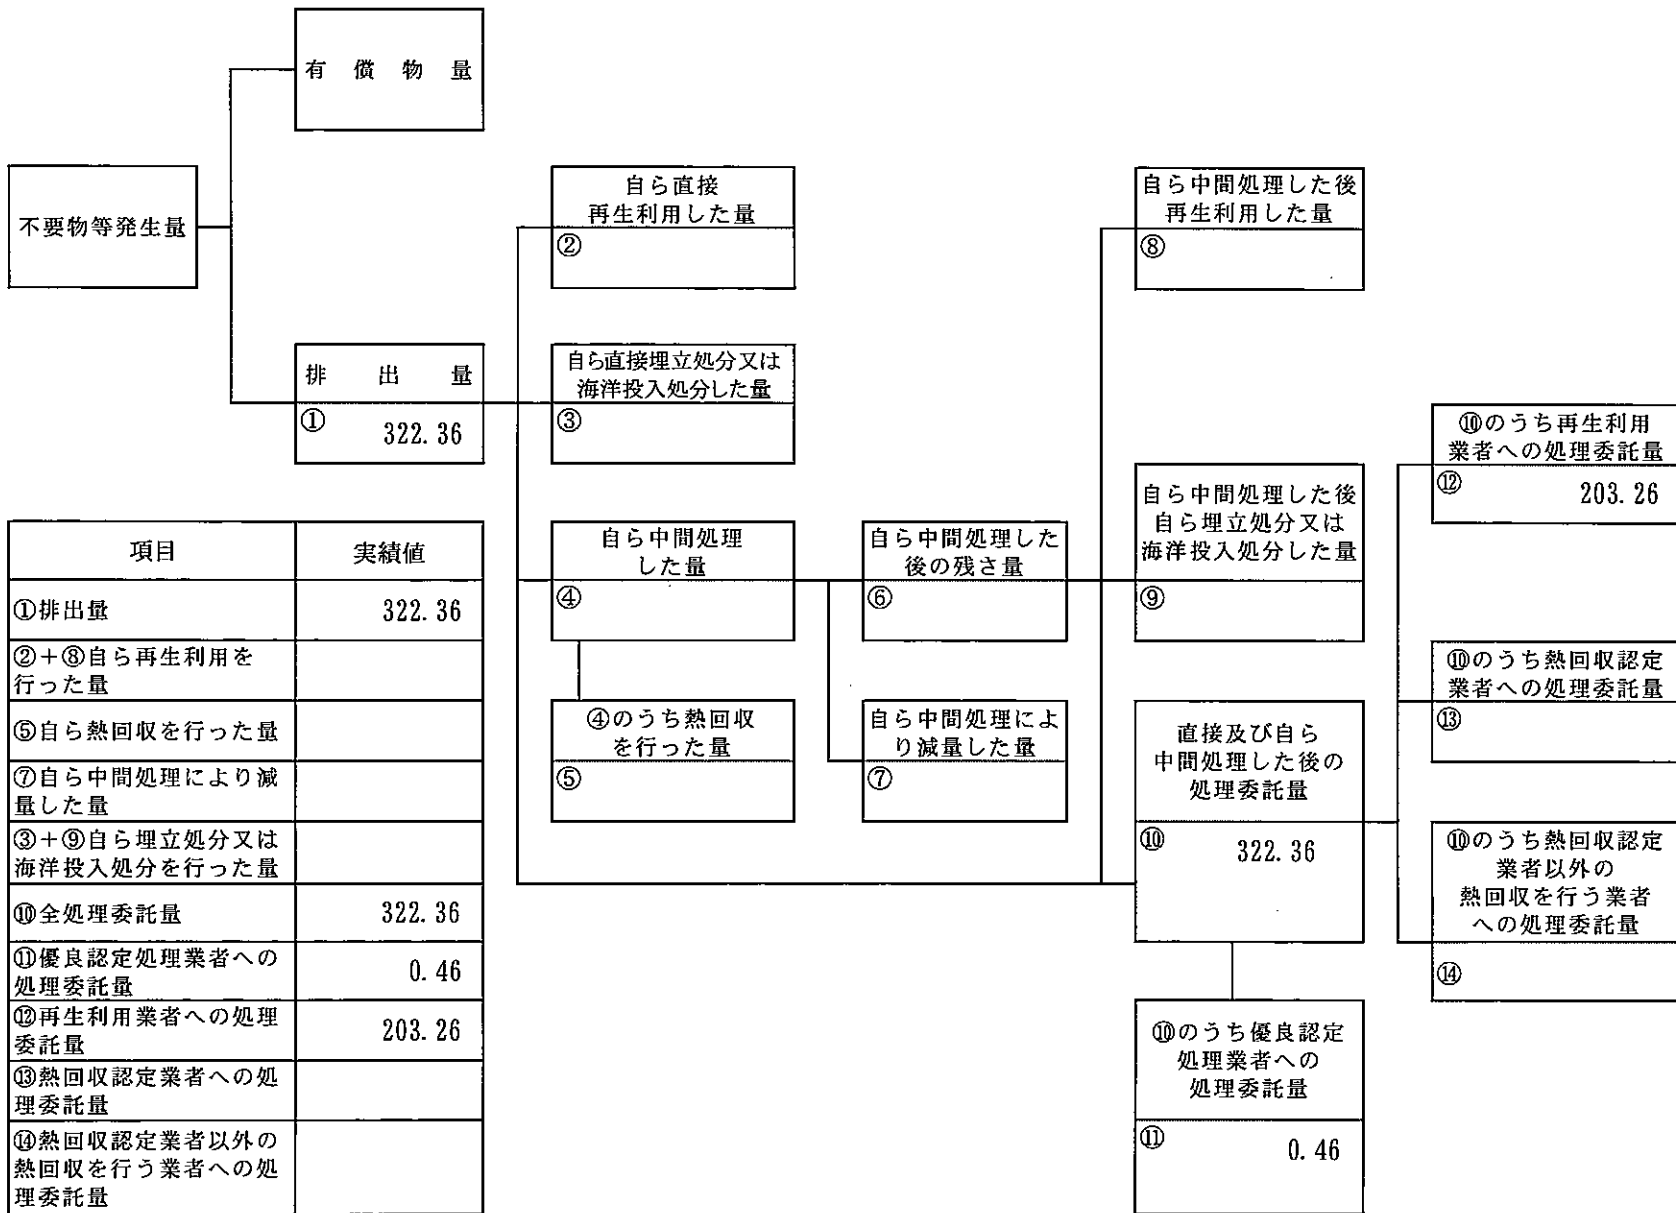 有償物量
不要物等発生量
自ら直接
再生利用した量
②
自ら中間処理した後
再生利用した量
⑧
排出量
① 322.36
自ら直接埋立処分又は
海洋投入処分した量
③
⑩のうち再生利用
業者への処理委託量
⑫ 203.26
自ら中間処理
した量
④
自ら中間処理した
後の残さ量
⑥
自ら中間処理した後
自ら埋立処分又は
海洋投入処分した量
⑨
⑩のうち熱回収認定
業者への処理委託量
⑬
④のうち熱回収
を行った量
⑤
自ら中間処理によ
り減量した量
⑦
直接及び自ら
中間処理した後の
処理委託量
⑩ 322.36
⑩のうち熱回収認定
業者以外の
熱回収を行う業者
への処理委託量
⑭
⑩のうち優良認定
処理業者への
処理委託量
⑪ 0.46
項目 実績値
①排出量 322.36
②+⑧自ら再生利用を
行った量
⑤自ら熱回収を行った量
⑦自ら中間処理により減
量した量
③+⑨自ら埋立処分又は
海洋投入処分を行った量
⑩全処理委託量 322.36
⑪優良認定処理業者への
処理委託量 0.46
⑫再生利用業者への処理
委託量 203.26
⑬熱回収認定業者への処
理委託量
⑭熱回収認定業者以外の
熱回収を行う業者への処
理委託量